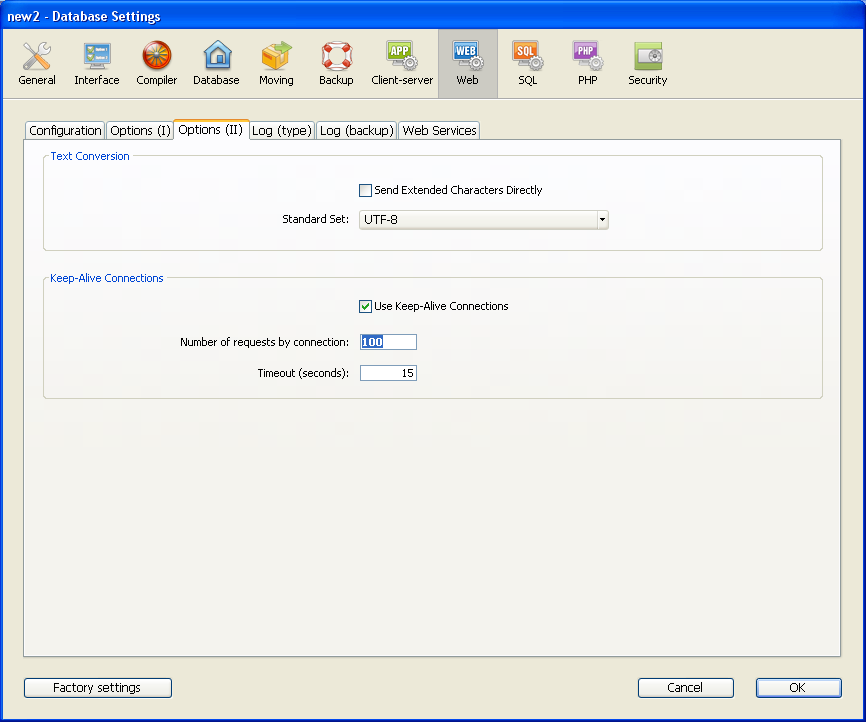 new2 - Database Settings
APP WEB SQL PHP
General Interface Compiler Database Moving Backup Client-server Web SQL PHP Security
Configuration Options (I) Options (II) Log (type) Log (backup) Web Services
Text Conversion
Send Extended Characters Directly
Standard Set: UTF-8
Keep-Alive Connections
Use Keep-Alive Connections
Number of requests by connection: 100
Timeout (seconds): 15
Factory settings Cancel OK